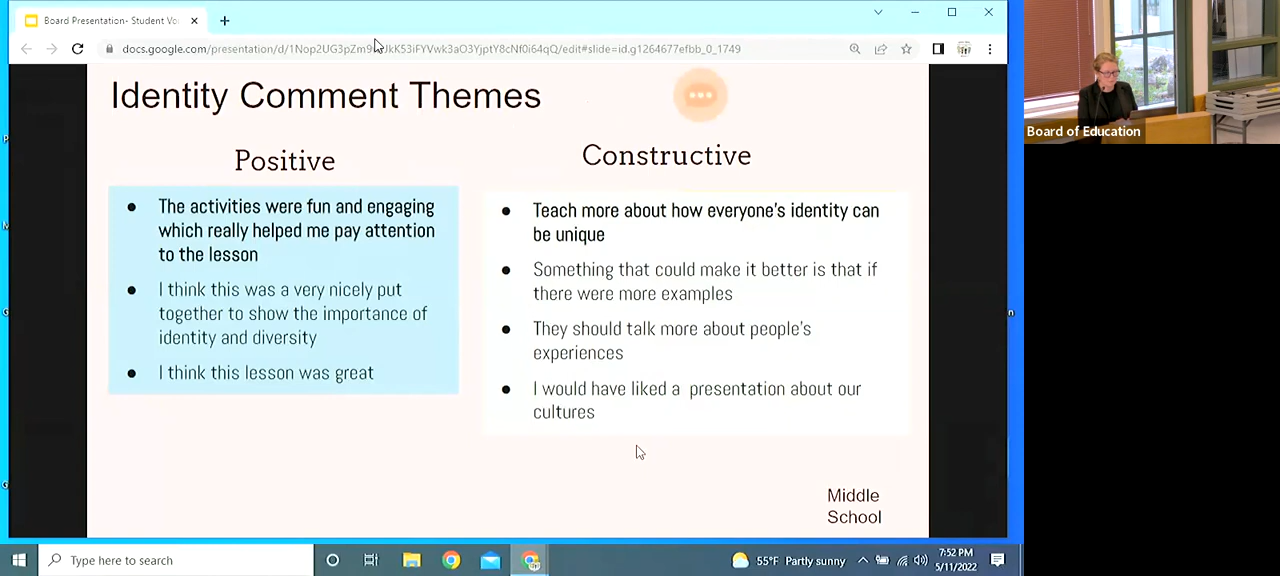 Board Presentation- Student Vo
docs.google.com/presentation/d/
edit#slide=id.g1264677efbb_0_1749
Identity Comment Themes
Positive
The activities were fun and engaging
which really helped me pay attention
to the lesson
I think this was a very nicely put
together to show the importance of
identity and diversity
I think this lesson was great
Constructive
Teach more about how everyone's identity can
be unique
Something that could make it better is that if
there were more examples
They should talk more about people's
experiences
I would have liked a presentation about our
cultures
Middle
School
Board of Education
Type here to search
55°F Partly sunny
7:52 PM
5/11/2022